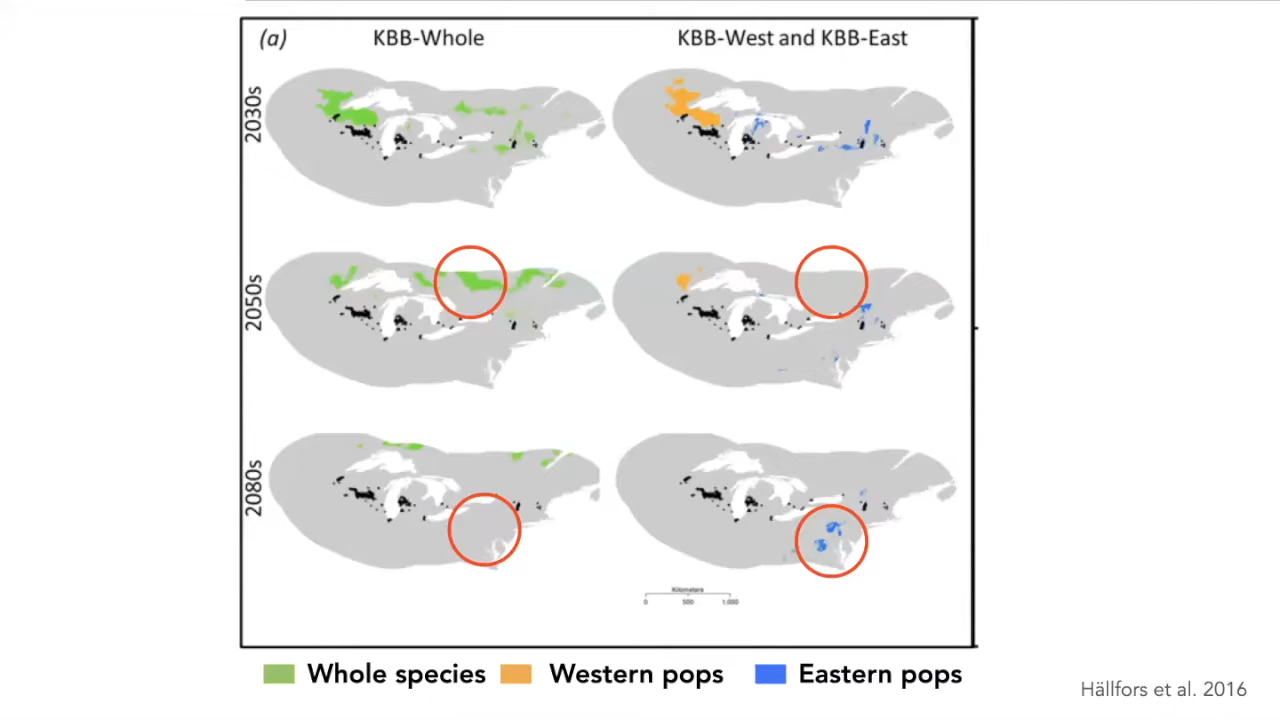 (a)
KBB-Whole
KBB-West and KBB-East
2030s
2050s
2080s
Kilometers
0 500 1,000
Whole species
Western pops
Eastern pops
Hällfors et al. 2016